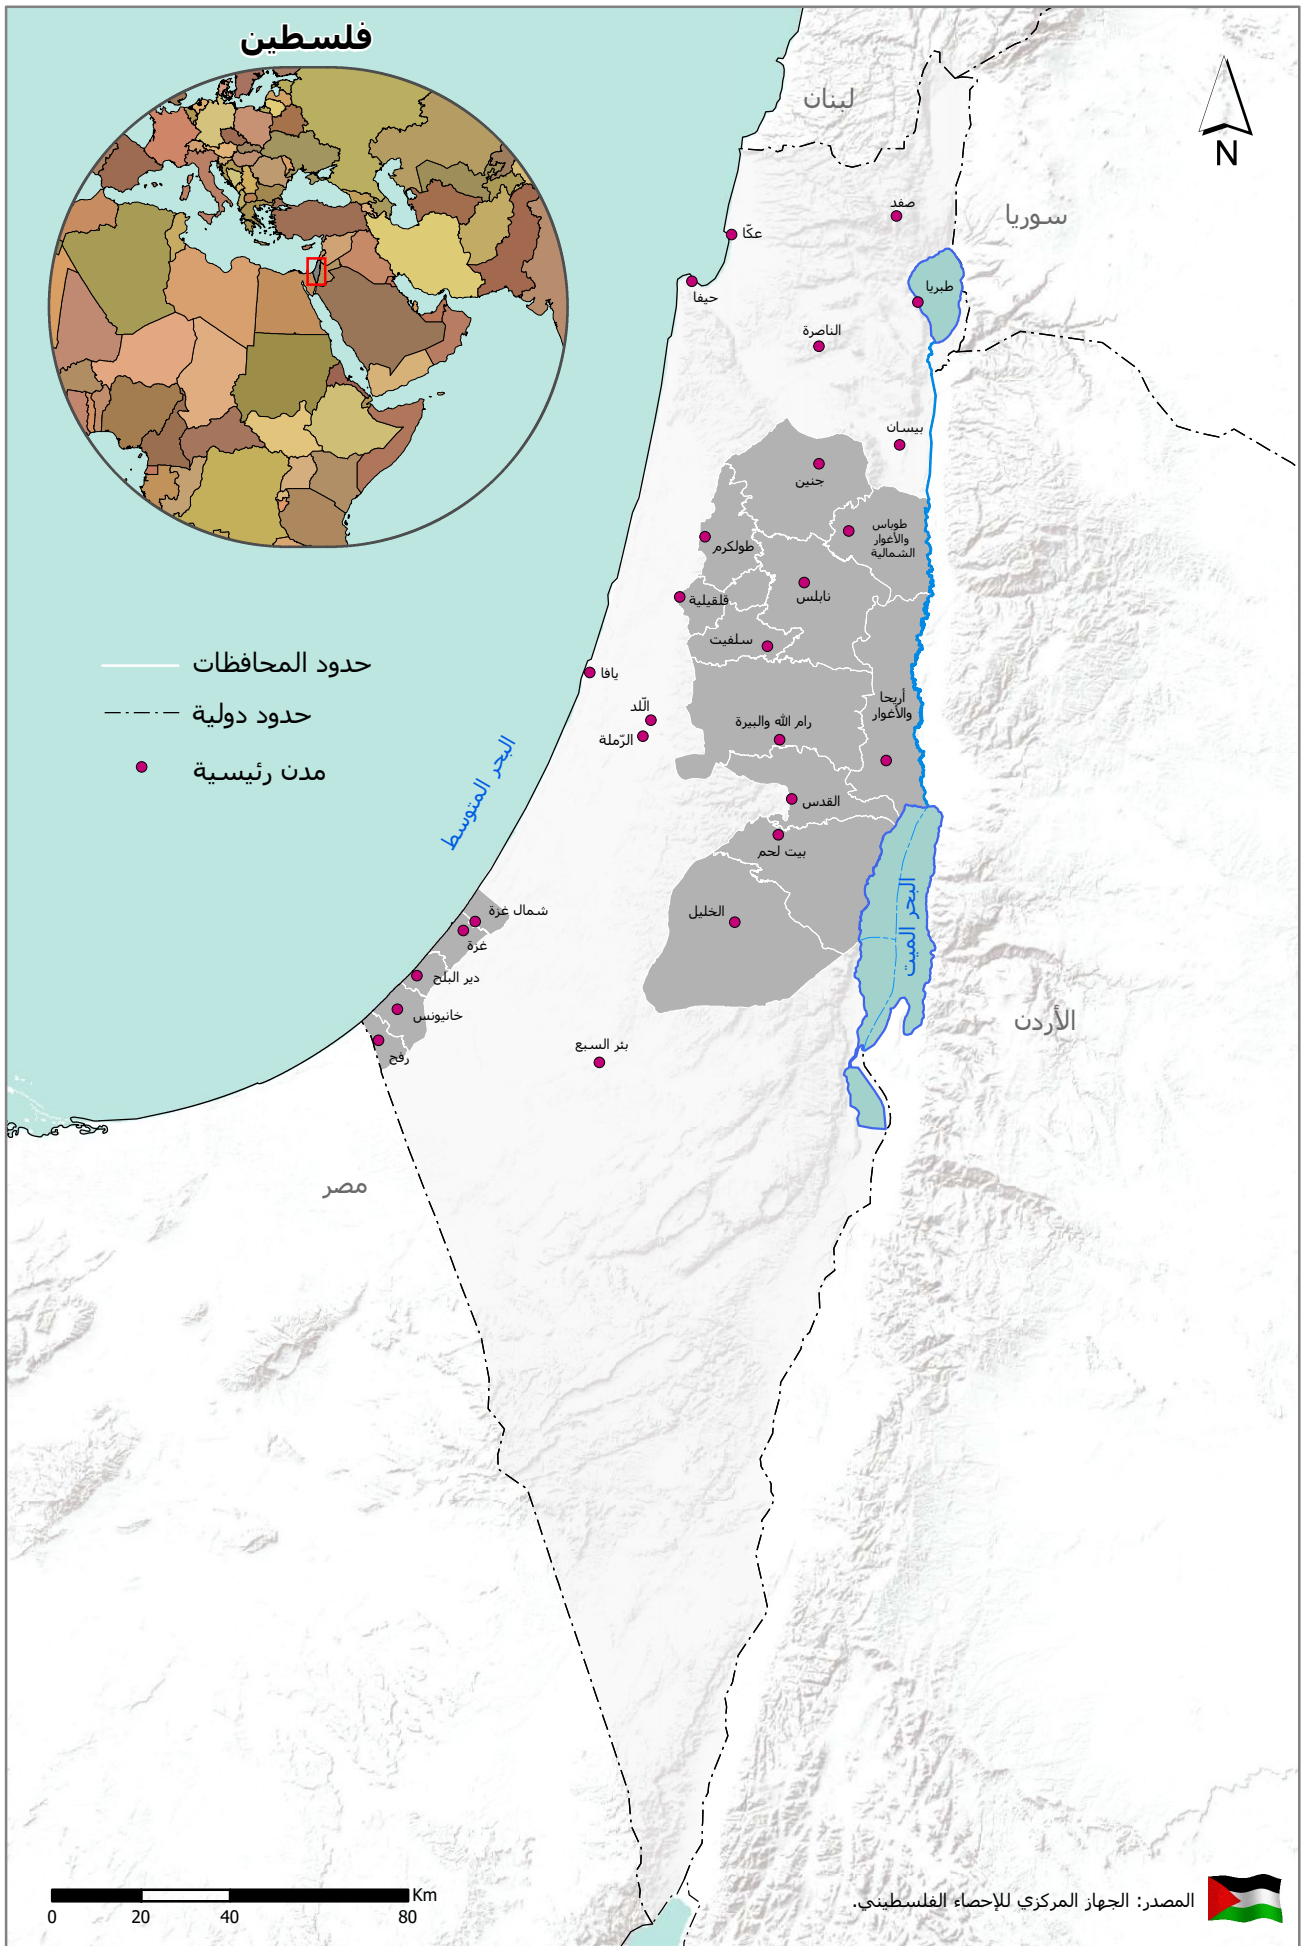 فلسطين
لبنان
N
سوريا
صفد
عكّا
حيفا
طبريا
الناصرة
بيسان
جنين
طوباس
والأغوار
الشمالية
طولكرم
نابلس
قلقيلية
سلفيت
حدود المحافظات
حدود دولية
مدن رئيسية
يافا
اللّد
الرّملة
أريحا
والأغوار
رام الله والبيرة
البحر المتوسط
القدس
بيت لحم
البحر الميت
الخليل
شمال غزة
غزة
دير البلح
خانيونس
رفح
بئر السبع
الأردن
مصر
Km
0 20 40 80
المصدر: الجهاز المركزي للإحصاء الفلسطيني.